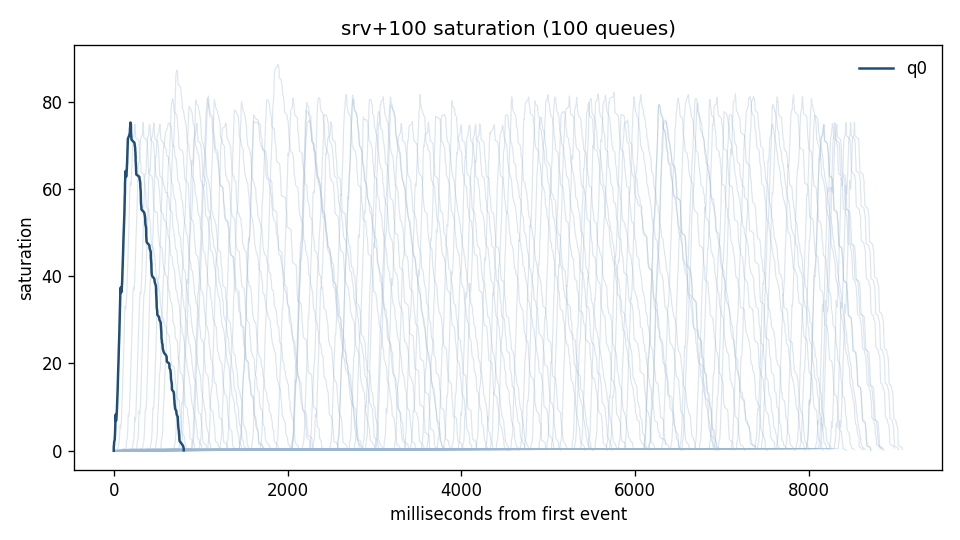 srv+100 saturation (100 queues)
q0
saturation
80
60
40
20
0
0 2000 4000 6000 8000
milliseconds from first event